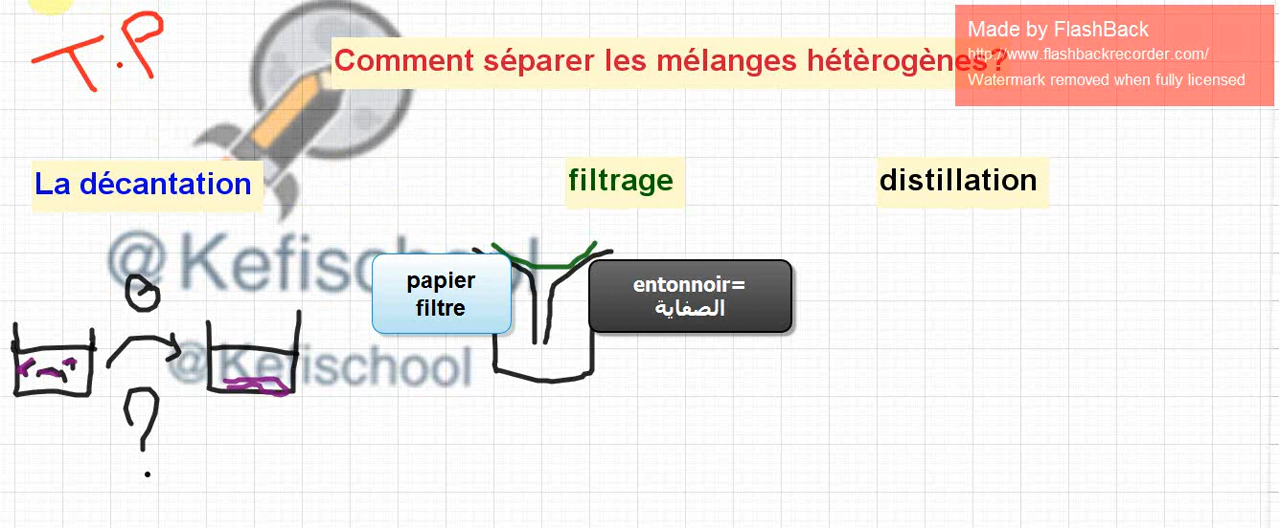 T.P
Comment séparer les mélanges hétèrogènes?
Made by FlashBack
http://www.flashbackrecorder.com/
Watermark removed when fully licensed
La décantation
filtrage
distillation
@Kefischool
papier
filtre
entonnoir=
الصفاية
@Kefischool
?